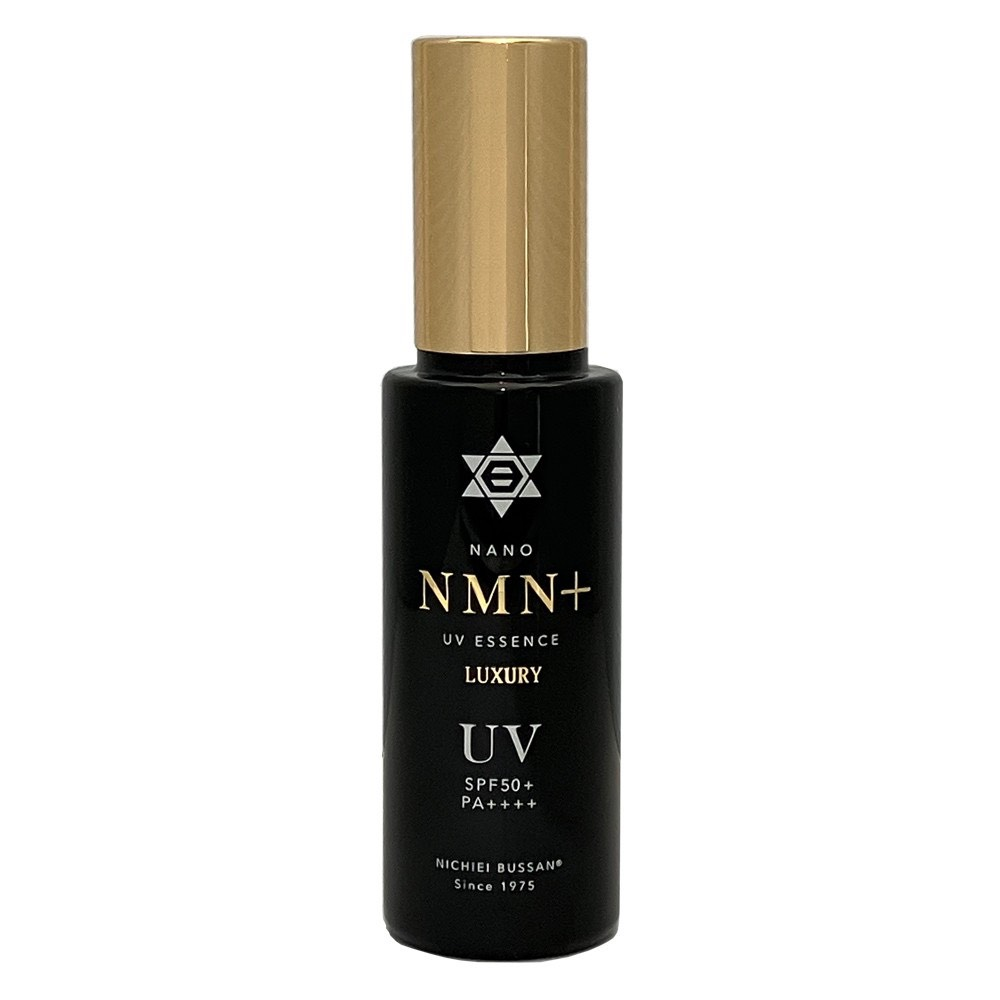 NANO
NMN+
UV ESSENCE
LUXURY
UV
SPF50+
PA++++
NICHIEI BUSSAN®
Since 1975